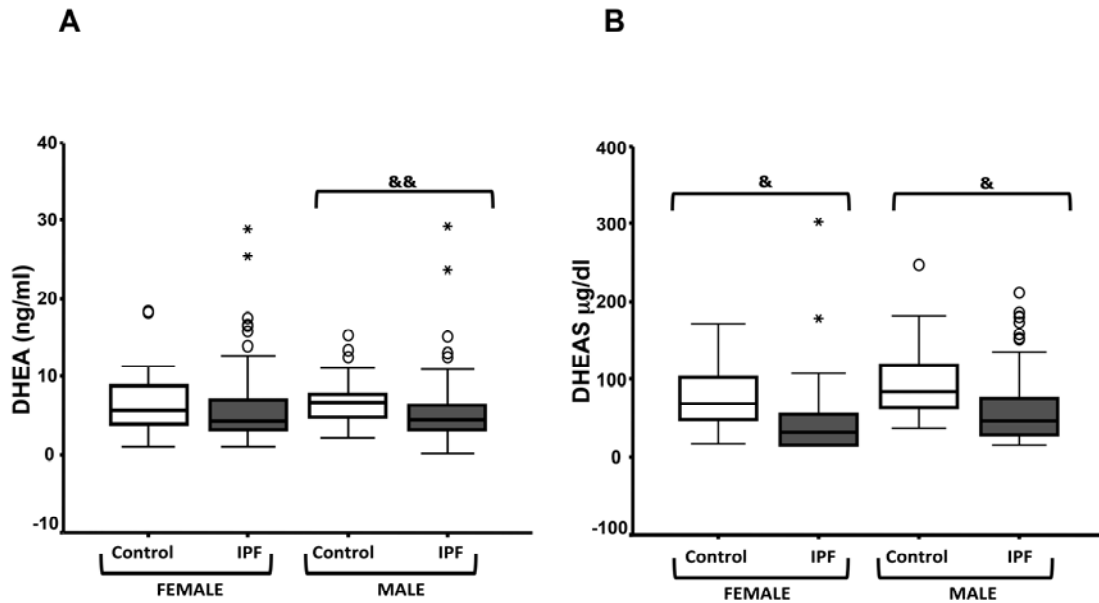 A
B
40
30
20
10
0
-10
DHEA (ng/ml)
&&
Control
IPF
Control
IPF
FEMALE
MALE
400
300
200
100
0
-100
DHEAS µg/dl
&
&
Control
IPF
Control
IPF
FEMALE
MALE